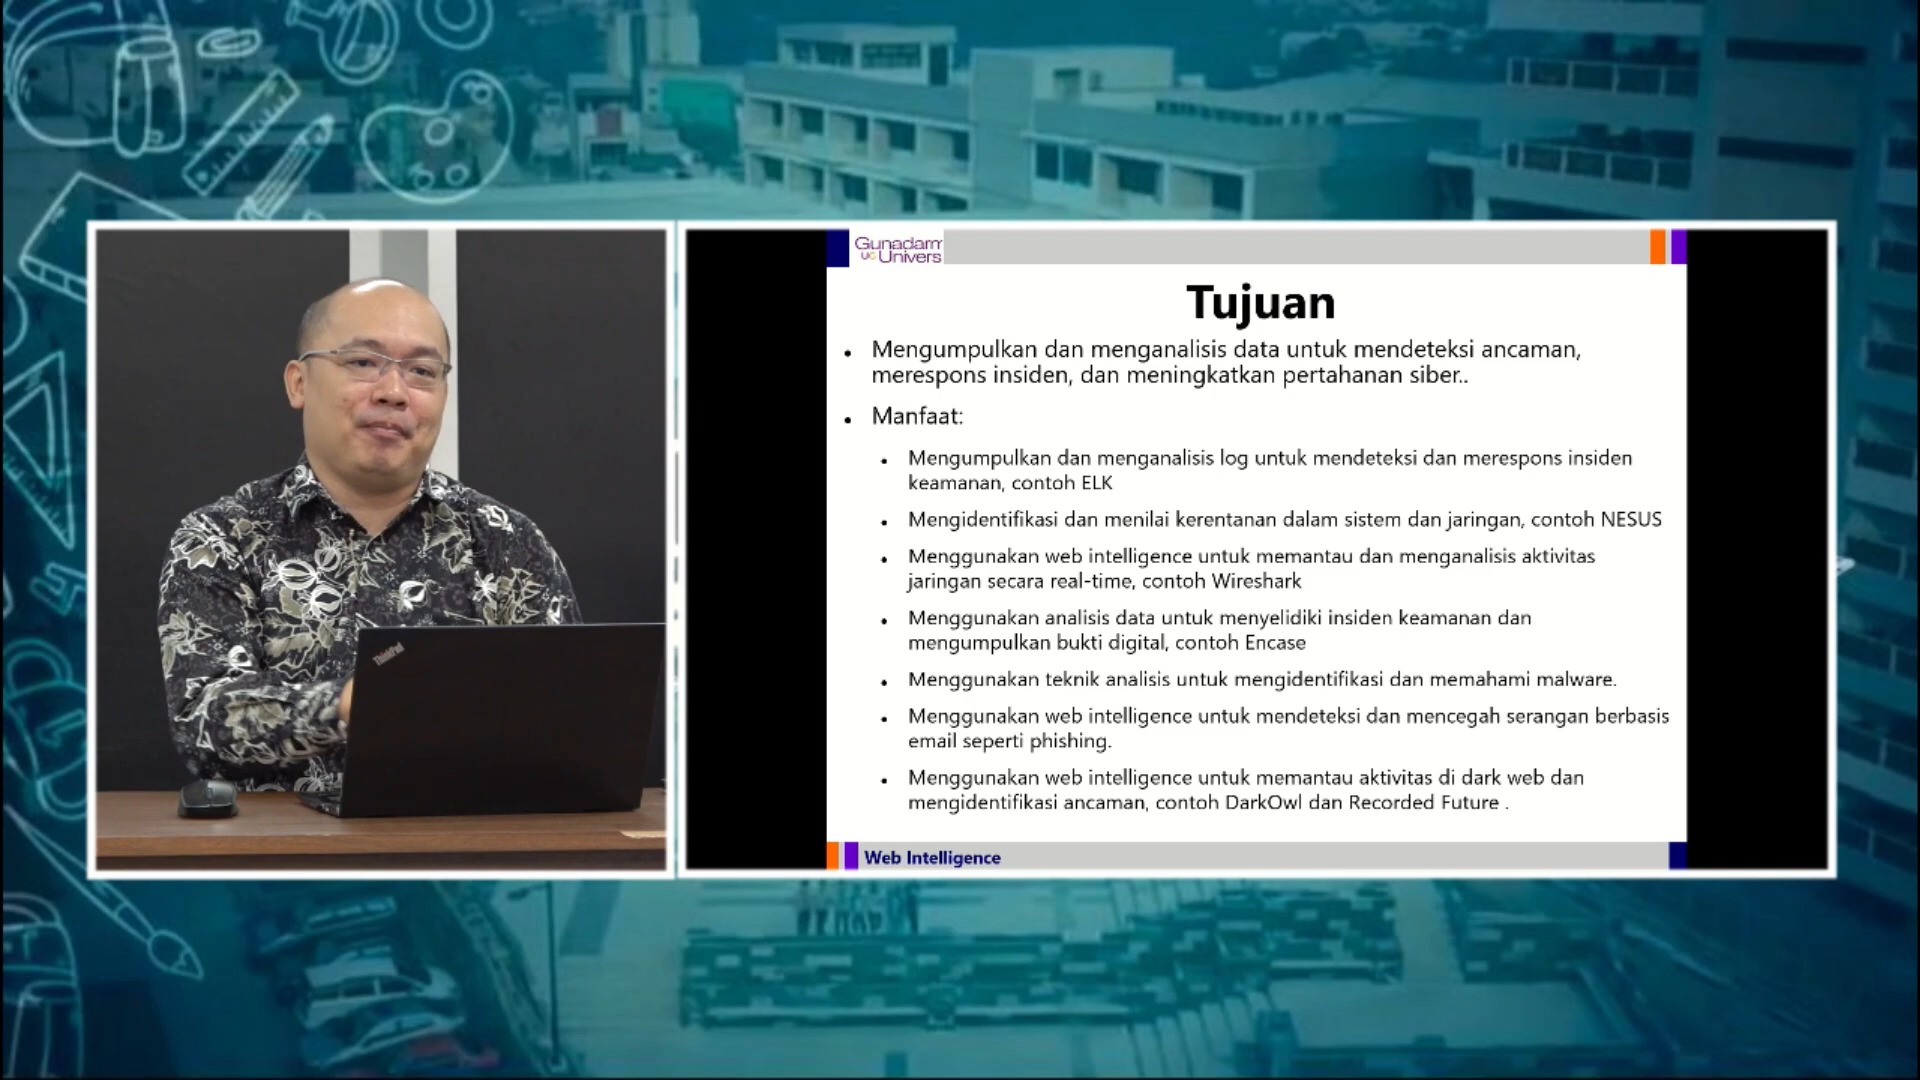 ThinkPad
Gunadarm
UG Univers
Tujuan
• Mengumpulkan dan menganalisis data untuk mendeteksi ancaman,
merespons insiden, dan meningkatkan pertahanan siber..
• Manfaat:
• Mengumpulkan dan menganalisis log untuk mendeteksi dan merespons insiden
keamanan, contoh ELK
• Mengidentifikasi dan menilai kerentanan dalam sistem dan jaringan, contoh NESUS
• Menggunakan web intelligence untuk memantau dan menganalisis aktivitas
jaringan secara real-time, contoh Wireshark
• Menggunakan analisis data untuk menyelidiki insiden keamanan dan
mengumpulkan bukti digital, contoh Encase
• Menggunakan teknik analisis untuk mengidentifikasi dan memahami malware.
• Menggunakan web intelligence untuk mendeteksi dan mencegah serangan berbasis
email seperti phishing.
• Menggunakan web intelligence untuk memantau aktivitas di dark web dan
mengidentifikasi ancaman, contoh DarkOwl dan Recorded Future .
Web Intelligence